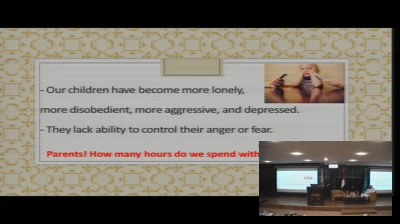 - Our children have become more lonely,
more disobedient, more aggressive, and depressed.
- They lack ability to control their anger or fear.
Parents! How many hours do we spend with